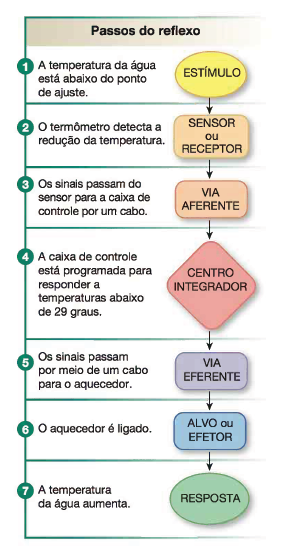 Passos do reflexo
1 A temperatura da água
está abaixo do ponto
de ajuste.
ESTÍMULO
2 O termômetro detecta a
redução da temperatura.
SENSOR
ou
RECEPTOR
3 Os sinais passam do
sensor para a caixa de
controle por um cabo.
VIA
AFERENTE
4 A caixa de controle
está programada para
responder a
temperaturas abaixo
de 29 graus.
CENTRO
INTEGRADOR
5 Os sinais passam
por meio de um cabo
para o aquecedor.
VIA
EFERENTE
6 O aquecedor é ligado.
ALVO ou
EFETOR
7 A temperatura
da água aumenta.
RESPOSTA